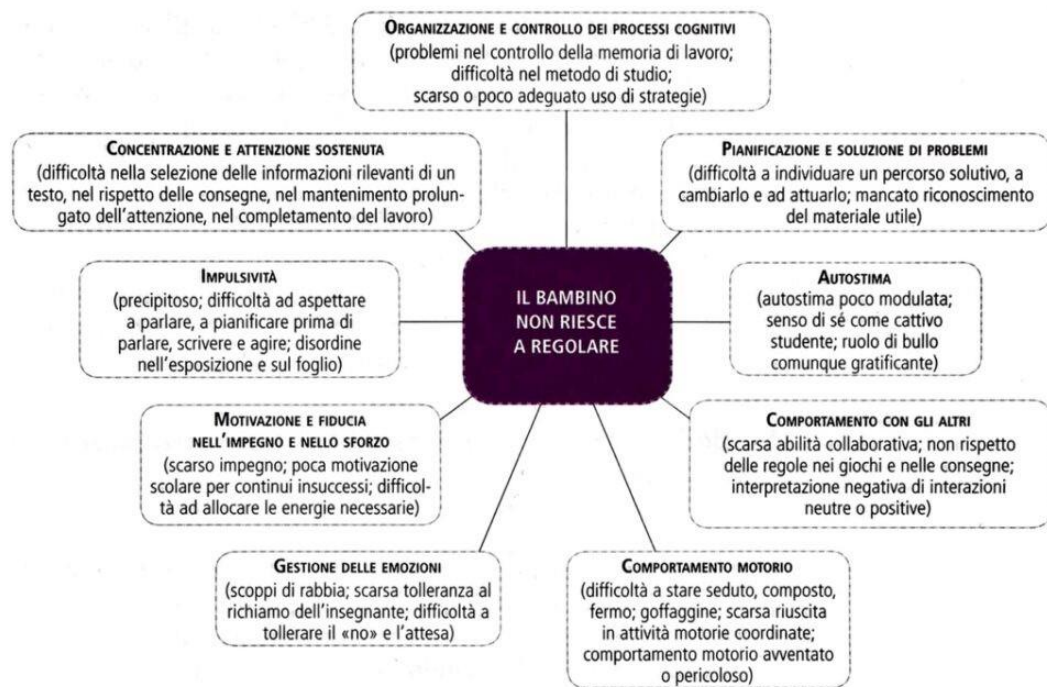 ORGANIZZAZIONE E CONTROLLO DEI PROCESSI COGNITIVI
(problemi nel controllo della memoria di lavoro;
difficoltà nel metodo di studio;
scarso o poco adeguato uso di strategie)
CONCENTRAZIONE E ATTENZIONE SOSTENUTA
(difficoltà nella selezione delle informazioni rilevanti di un
testo, nel rispetto delle consegne, nel mantenimento prolun-
gato dell'attenzione, nel completamento del lavoro)
PIANIFICAZIONE E SOLUZIONE DI PROBLEMI
(difficoltà a individuare un percorso solutivo, a
cambiarlo e ad attuarlo; mancato riconoscimento
del materiale utile)
IMPULSIVITÀ
(precipitoso; difficoltà ad aspettare
a parlare, a pianificare prima di
parlare, scrivere e agire; disordine
nell'esposizione e sul foglio)
IL BAMBINO
NON RIESCE
A REGOLARE
AUTOSTIMA
(autostima poco modulata;
senso di sé come cattivo
studente; ruolo di bullo
comunque gratificante)
MOTIVAZIONE E FIDUCIA
NELL'IMPEGNO E NELLO SFORZO
(scarso impegno; poca motivazione
scolare per continui insuccessi; difficol-
tà ad allocare le energie necessarie)
COMPORTAMENTO CON GLI ALTRI
(scarsa abilità collaborativa; non rispetto
delle regole nei giochi e nelle consegne;
interpretazione negativa di interazioni
neutre o positive)
GESTIONE DELLE EMOZIONI
(scoppi di rabbia; scarsa tolleranza al
richiamo dell'insegnante; difficoltà a
tollerare il «no» e l'attesa)
COMPORTAMENTO MOTORIO
(difficoltà a stare seduto, composto,
fermo; goffaggine; scarsa riuscita
in attività motorie coordinate;
comportamento motorio avventato
o pericoloso)